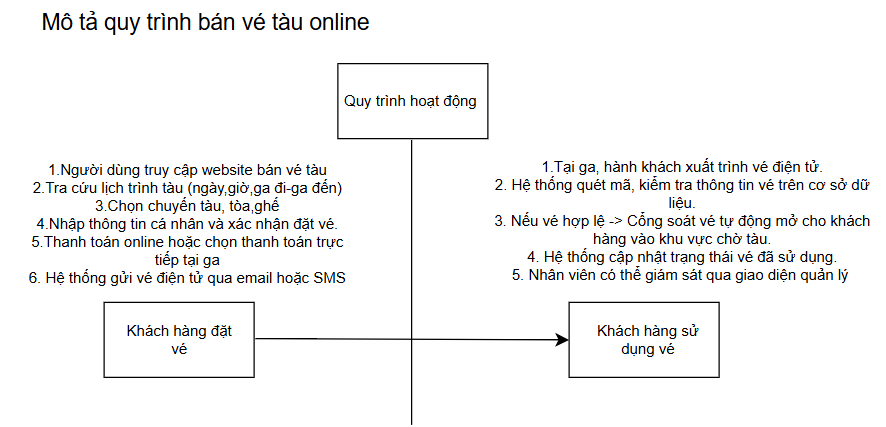 Mô tả quy trình bán vé tàu online
Quy trình hoạt động
1.Người dùng truy cập website bán vé tàu
2.Tra cứu lịch trình tàu (ngày,giờ,ga đi-ga đến)
3.Chọn chuyến tàu, tòa,ghế
4.Nhập thông tin cá nhân và xác nhận đặt vé.
5.Thanh toán online hoặc chọn thanh toán trực
tiếp tại ga
6. Hệ thống gửi vé điện tử qua email hoặc SMS
Khách hàng đặt
vé
1.Tại ga, hành khách xuất trình vé điện tử.
2. Hệ thống quét mã, kiểm tra thông tin vé trên cơ sở dữ
liệu.
3. Nếu vé hợp lệ -> Cổng soát vé tự động mở cho khách
hàng vào khu vực chờ tàu.
4. Hệ thống cập nhật trạng thái vé đã sử dụng.
5. Nhân viên có thể giám sát qua giao diện quản lý
Khách hàng sử
dụng vé